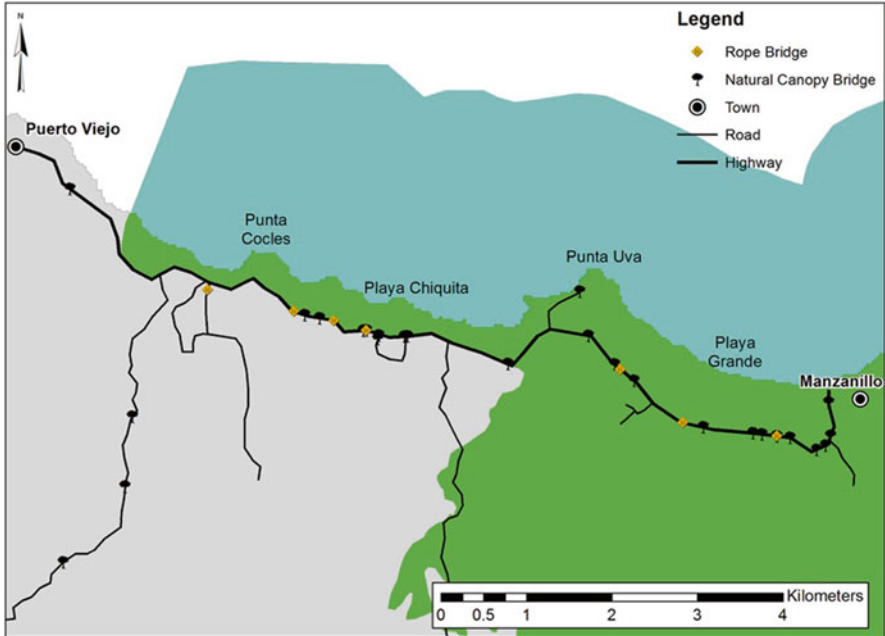 N
Legend
Rope Bridge
Natural Canopy Bridge
Town
Road
Highway
Puerto Viejo
Punta
Cocles
Playa Chiquita
Punta Uva
Playa
Grande
Manzanillo
Kilometers
0 0.5 1 2 3 4